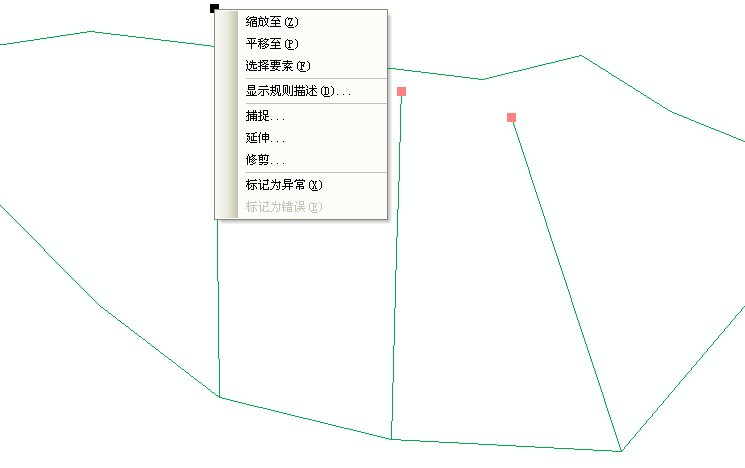 缩放至(Z)
平移至(P)
选择要素(F)
显示规则描述(D)...
捕捉...
延伸...
修剪...
标记为异常(X)
标记为错误(E)